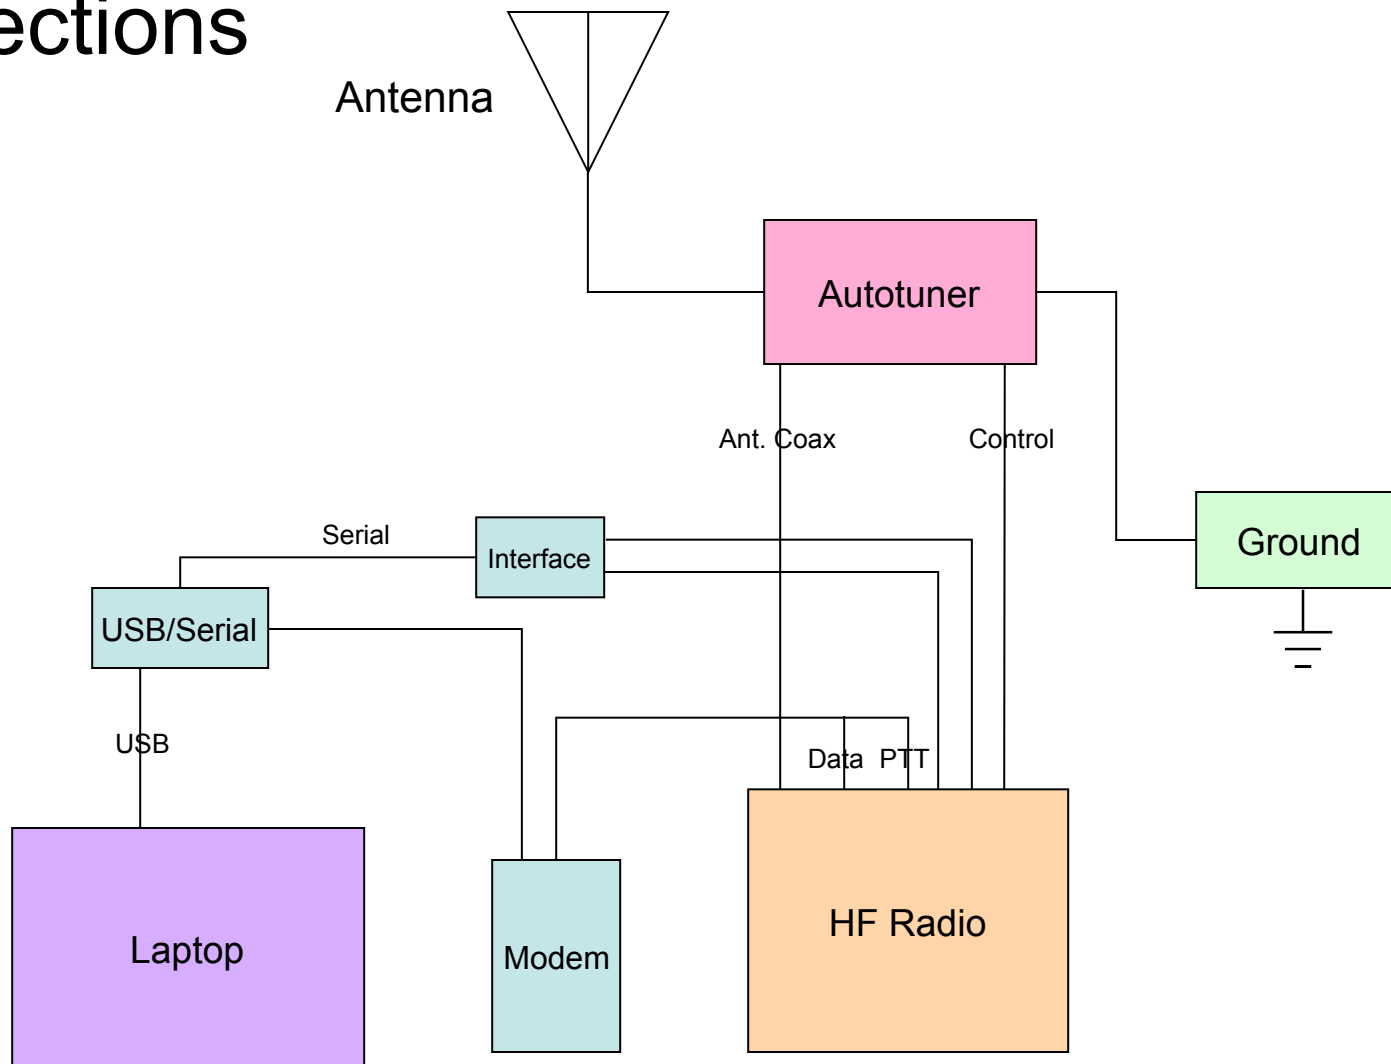 ections
Antenna
Autotuner
Ant. Coax
Control
Serial
Interface
Ground
USB/Serial
USB
Data
PTT
HF Radio
Laptop
Modem